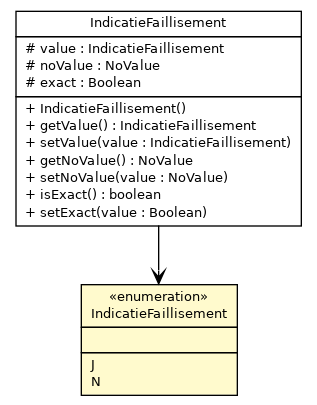 IndicatieFaillisement
# value : IndicatieFaillisement
# noValue : NoValue
# exact : Boolean
+ IndicatieFaillisement()
+ getValue() : IndicatieFaillisement
+ setValue(value : IndicatieFaillisement)
+ getNoValue() : NoValue
+ setNoValue(value : NoValue)
+ isExact() : boolean
+ setExact(value : Boolean)
«enumeration»
IndicatieFaillisement
J
N